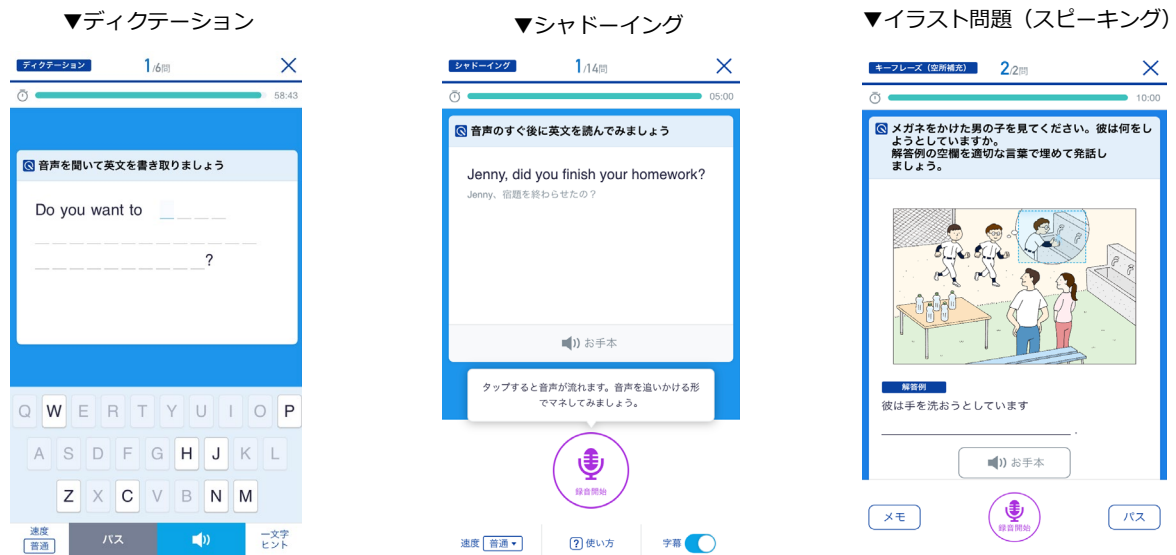 ▼ディクテーション
ディクテーション
1/6問
58:43
音声を聞いて英文を書き取りましょう
Do you want to _ _ _ _
_ _ _ _ _ _ _ _ _ _ _ _ _
_ _ _ _ _ _ _ _ _ _?
Q W E R T Y U I O P
A S D F G H J K L
Z X C V B N M
速度
普通
パス
一文字
ヒント
▼シャドーイング
シャドーイング
1/14問
05:00
音声のすぐ後に英文を読んでみましょう
Jenny, did you finish your homework?
Jenny、宿題を終わらせたの？
お手本
タップすると音声が流れます。音声を追いかける形
でマネしてみましょう。
録音開始
速度 普通▼
? 使い方
字幕
▼イラスト問題（スピーキング）
キーフレーズ（空所補充）
2/2問
10:00
メガネをかけた男の子を見てください。彼は何をし
ようとしていますか。
解答例の空欄を適切な言葉で埋めて発話し
ましょう。
解答例
彼は手を洗おうとしています
.
お手本
メモ
録音開始
パス